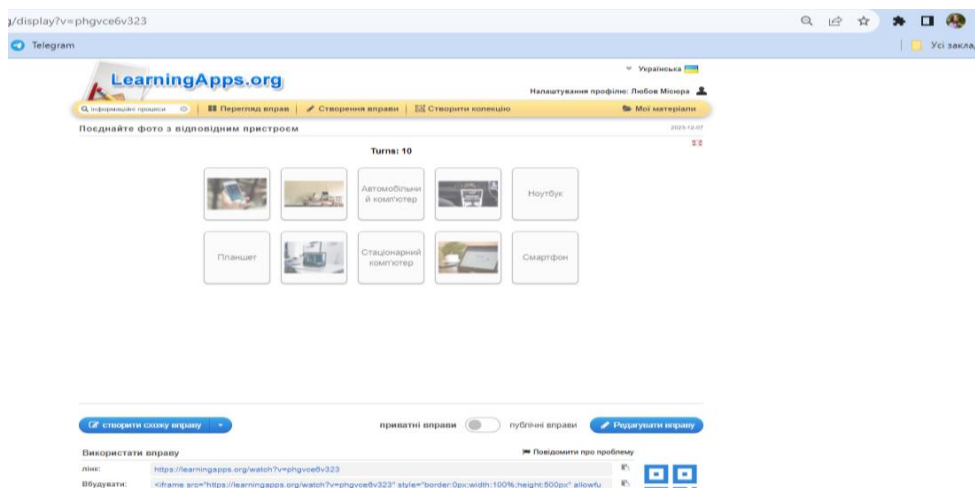 g/display?v=phgvce6v323
Telegram
Усі закла
LearningApps.org
Українська
Налаштування профілю: Любов Місюра
інформаційні процеси
Перегляд вправ
Створення вправи
Створити колекцію
Мої матеріали
Поєднайте фото з відповідним пристроєм
2023-12-07
Turns: 10
Автомобільни
й комп'ютер
Ноутбук
Планшет
Стаціонарний
комп'ютер
Смартфон
створити схожу вправу
приватні вправи
публічні вправи
Редагувати вправу
Використати вправу
Повідомити про проблему
лінк:
https://learningapps.org/watch?v=phgvce6v323
Вбудувати:
<iframe src="https://learningapps.org/watch?v=phgvce6v323" style="border:0px;width:100%;height:500px" allowfu